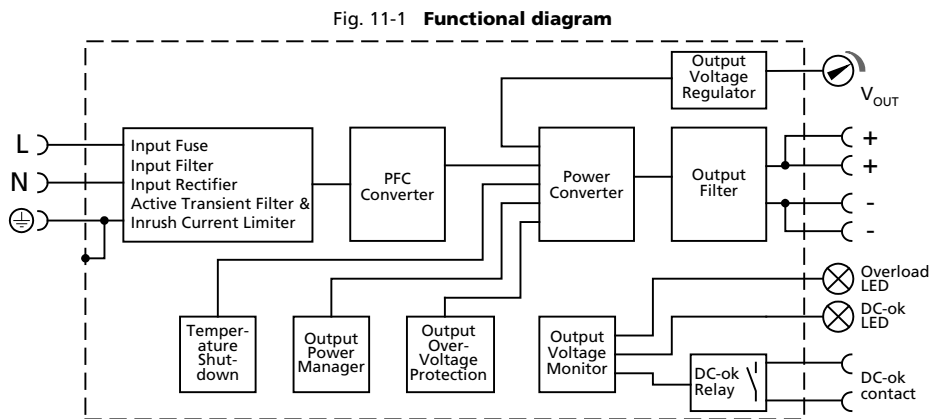 Fig. 11-1 Functional diagram
Output
Voltage
Regulator
VOUT
L
N
Input Fuse
Input Filter
Input Rectifier
Active Transient Filter &
Inrush Current Limiter
PFC
Converter
Power
Converter
Output
Filter
+
+
-
-
Temper-
ature
Shut-
down
Output
Power
Manager
Output
Over-
Voltage
Protection
Output
Voltage
Monitor
Overload
LED
DC-ok
LED
DC-ok
Relay
DC-ok
contact